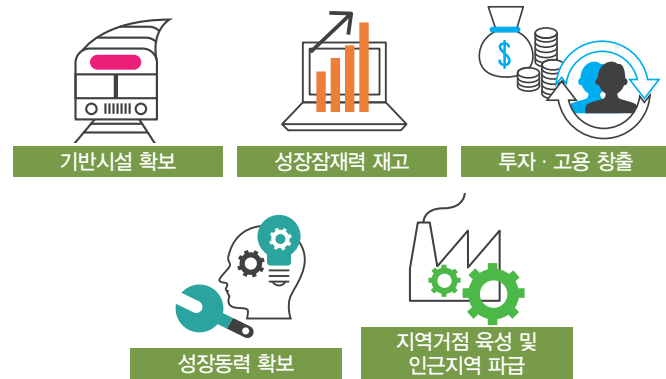 기반시설 확보
성장잠재력 재고
투자 · 고용 창출
$
성장동력 확보
지역거점 육성 및
인근지역 파급